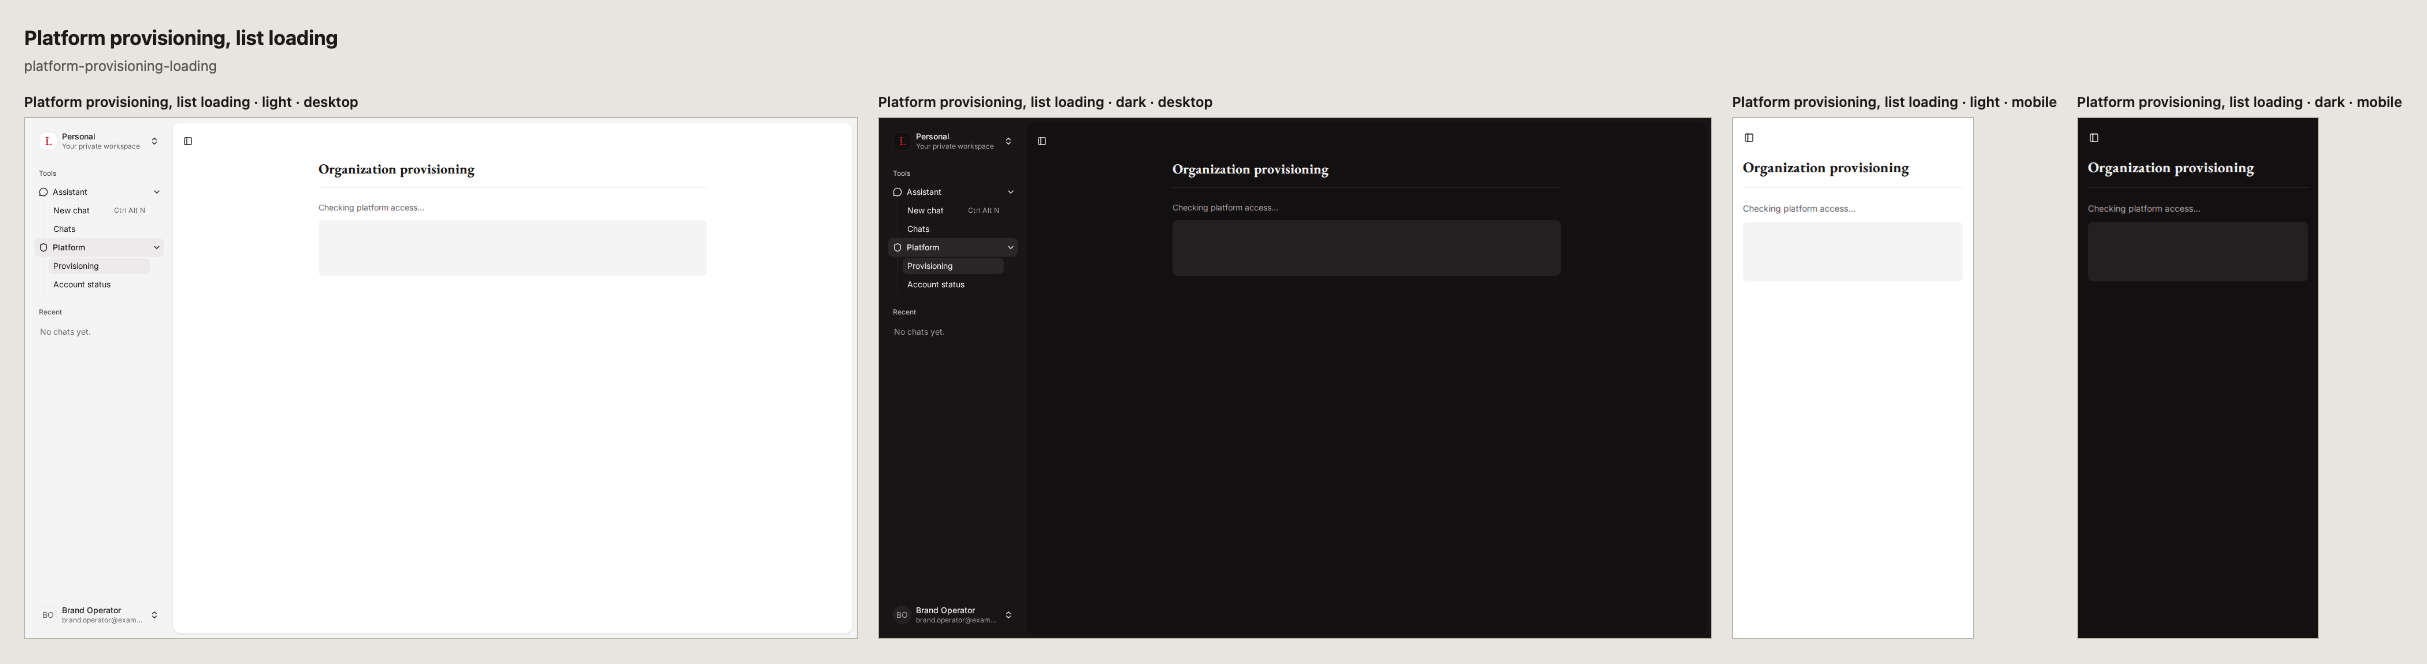 Platform provisioning, list loading
platform-provisioning-loading
Platform provisioning, list loading · light · desktop
L
Personal
Your private workspace
Tools
Assistant
New chat Ctrl Alt N
Chats
Platform
Provisioning
Account status
Recent
No chats yet.
BO
Brand Operator
brand.operator@exam...
Organization provisioning
Checking platform access...
Platform provisioning, list loading · dark · desktop
L
Personal
Your private workspace
Tools
Assistant
New chat Ctrl Alt N
Chats
Platform
Provisioning
Account status
Recent
No chats yet.
BO
Brand Operator
brand.operator@exam...
Organization provisioning
Checking platform access...
Platform provisioning, list loading · light · mobile
Organization provisioning
Checking platform access...
Platform provisioning, list loading · dark · mobile
Organization provisioning
Checking platform access...